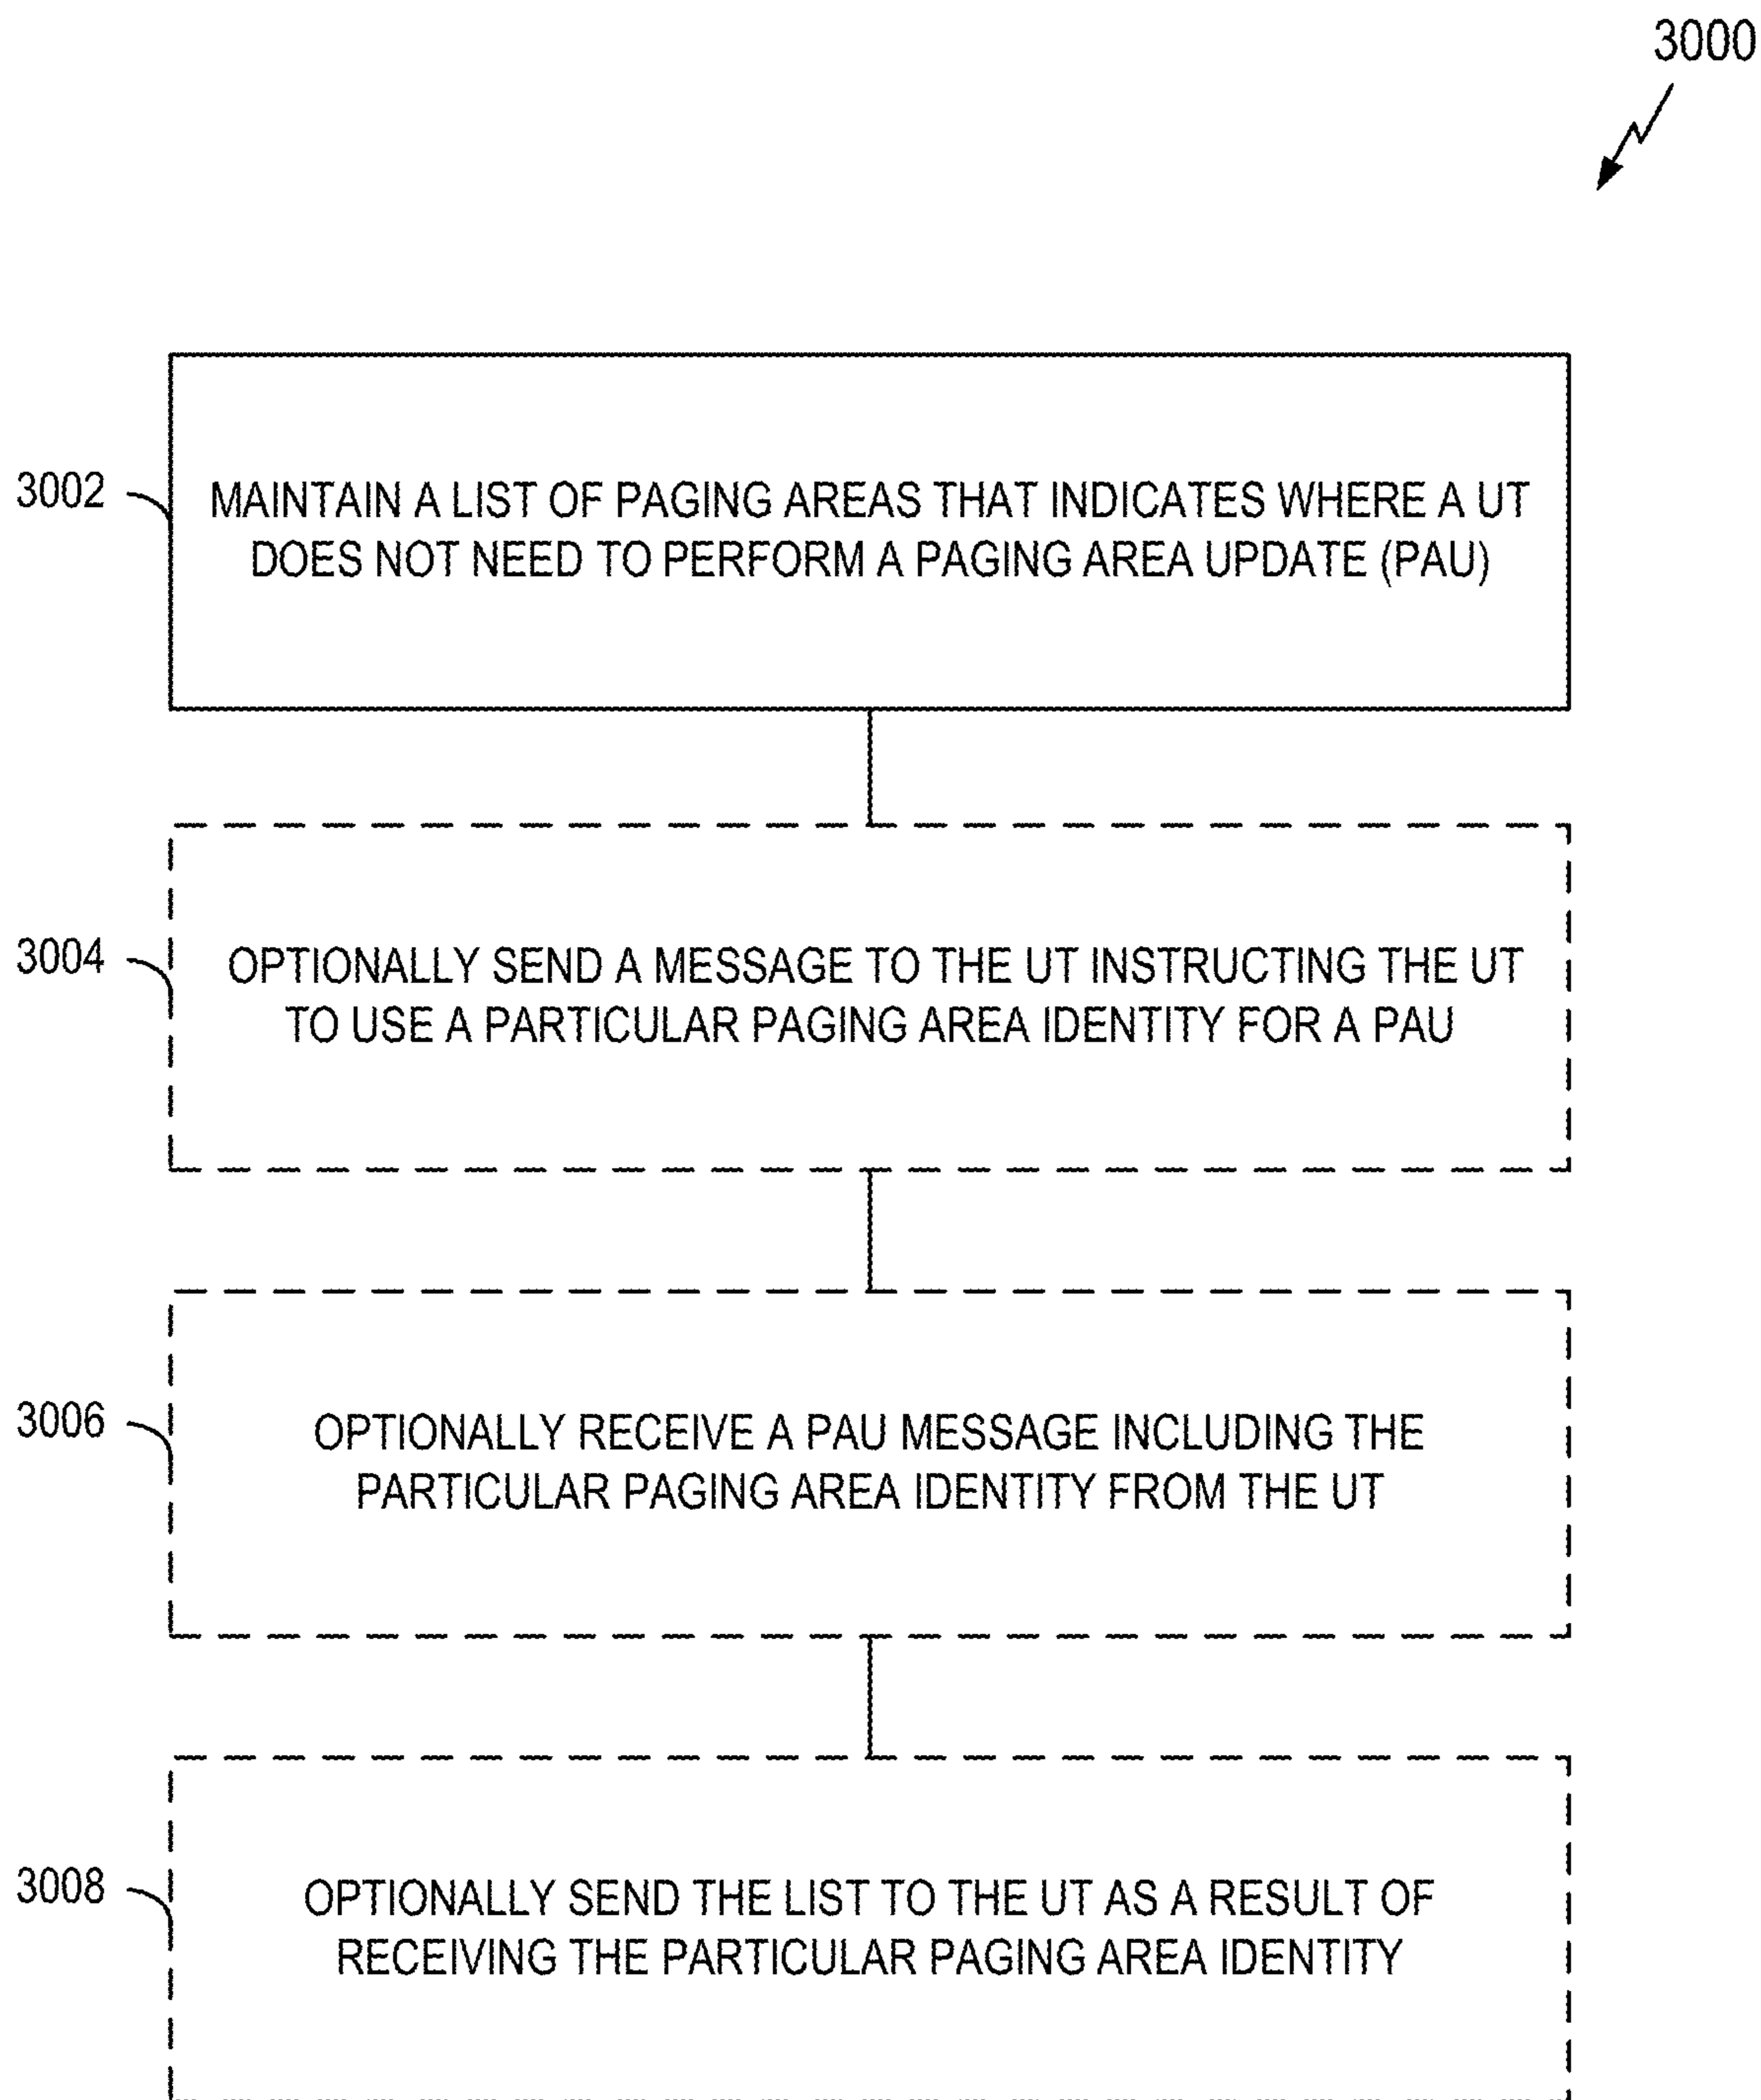 3000
3002
MAINTAIN A LIST OF PAGING AREAS THAT INDICATES WHERE A UT
DOES NOT NEED TO PERFORM A PAGING AREA UPDATE (PAU)
3004
OPTIONALLY SEND A MESSAGE TO THE UT INSTRUCTING THE UT
TO USE A PARTICULAR PAGING AREA IDENTITY FOR A PAU
3006
OPTIONALLY RECEIVE A PAU MESSAGE INCLUDING THE
PARTICULAR PAGING AREA IDENTITY FROM THE UT
3008
OPTIONALLY SEND THE LIST TO THE UT AS A RESULT OF
RECEIVING THE PARTICULAR PAGING AREA IDENTITY